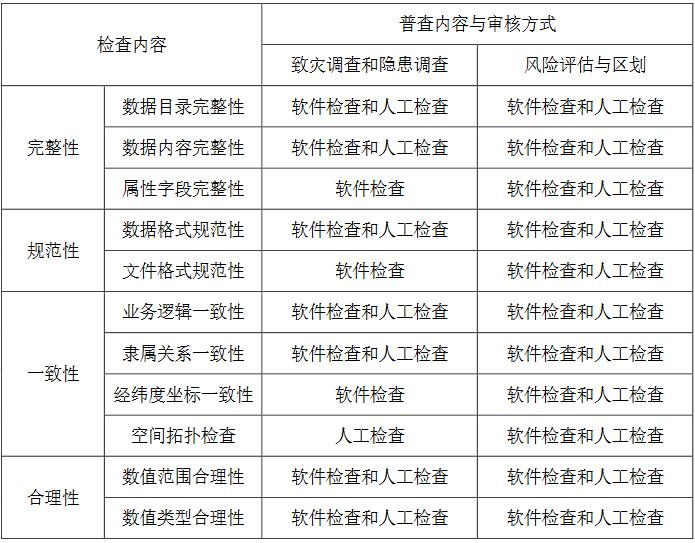 检查内容
普查内容与审核方式
致灾调查和隐患调查 风险评估与区划
完整性
数据目录完整性 软件检查和人工检查 软件检查和人工检查
数据内容完整性 软件检查和人工检查 软件检查和人工检查
属性字段完整性 软件检查 软件检查和人工检查
规范性
数据格式规范性 软件检查和人工检查 软件检查和人工检查
文件格式规范性 软件检查 软件检查和人工检查
一致性
业务逻辑一致性 软件检查和人工检查 软件检查和人工检查
隶属关系一致性 软件检查和人工检查 软件检查和人工检查
经纬度坐标一致性 软件检查 软件检查和人工检查
空间拓扑检查 人工检查 软件检查和人工检查
合理性
数值范围合理性 软件检查和人工检查 软件检查和人工检查
数值类型合理性 软件检查和人工检查 软件检查和人工检查